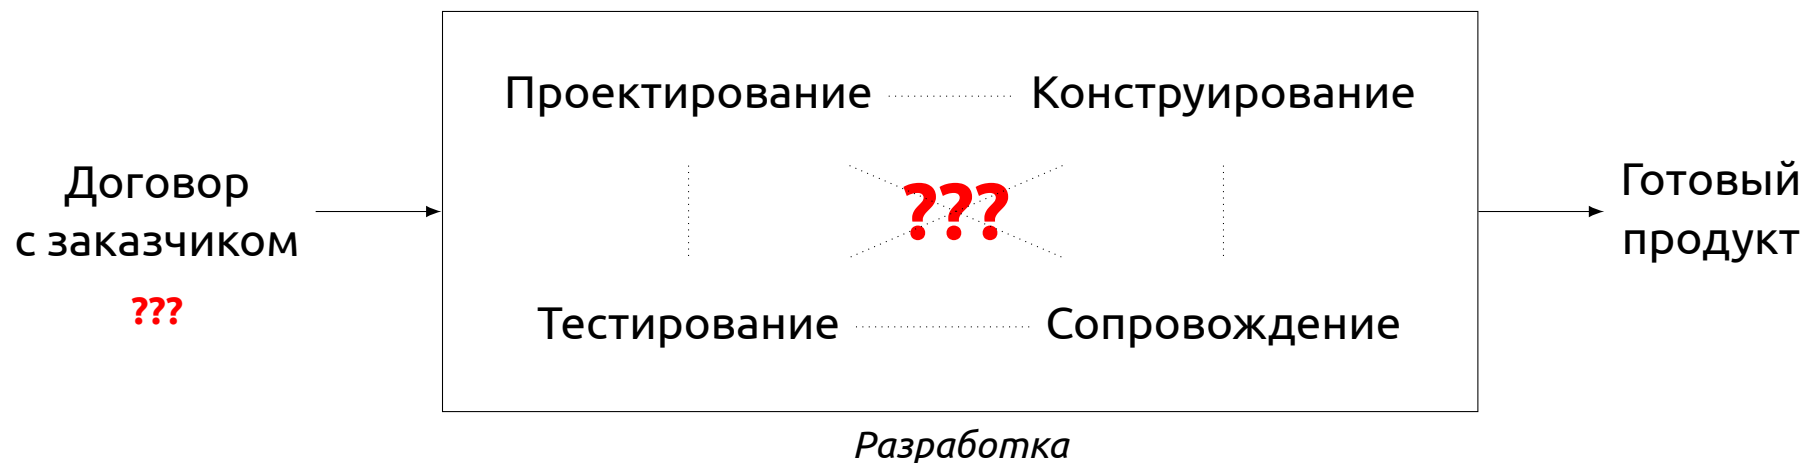 Проектирование
Конструирование
Договор
с заказчиком
???
???
Готовый
продукт
Тестирование
Сопровождение
Разработка